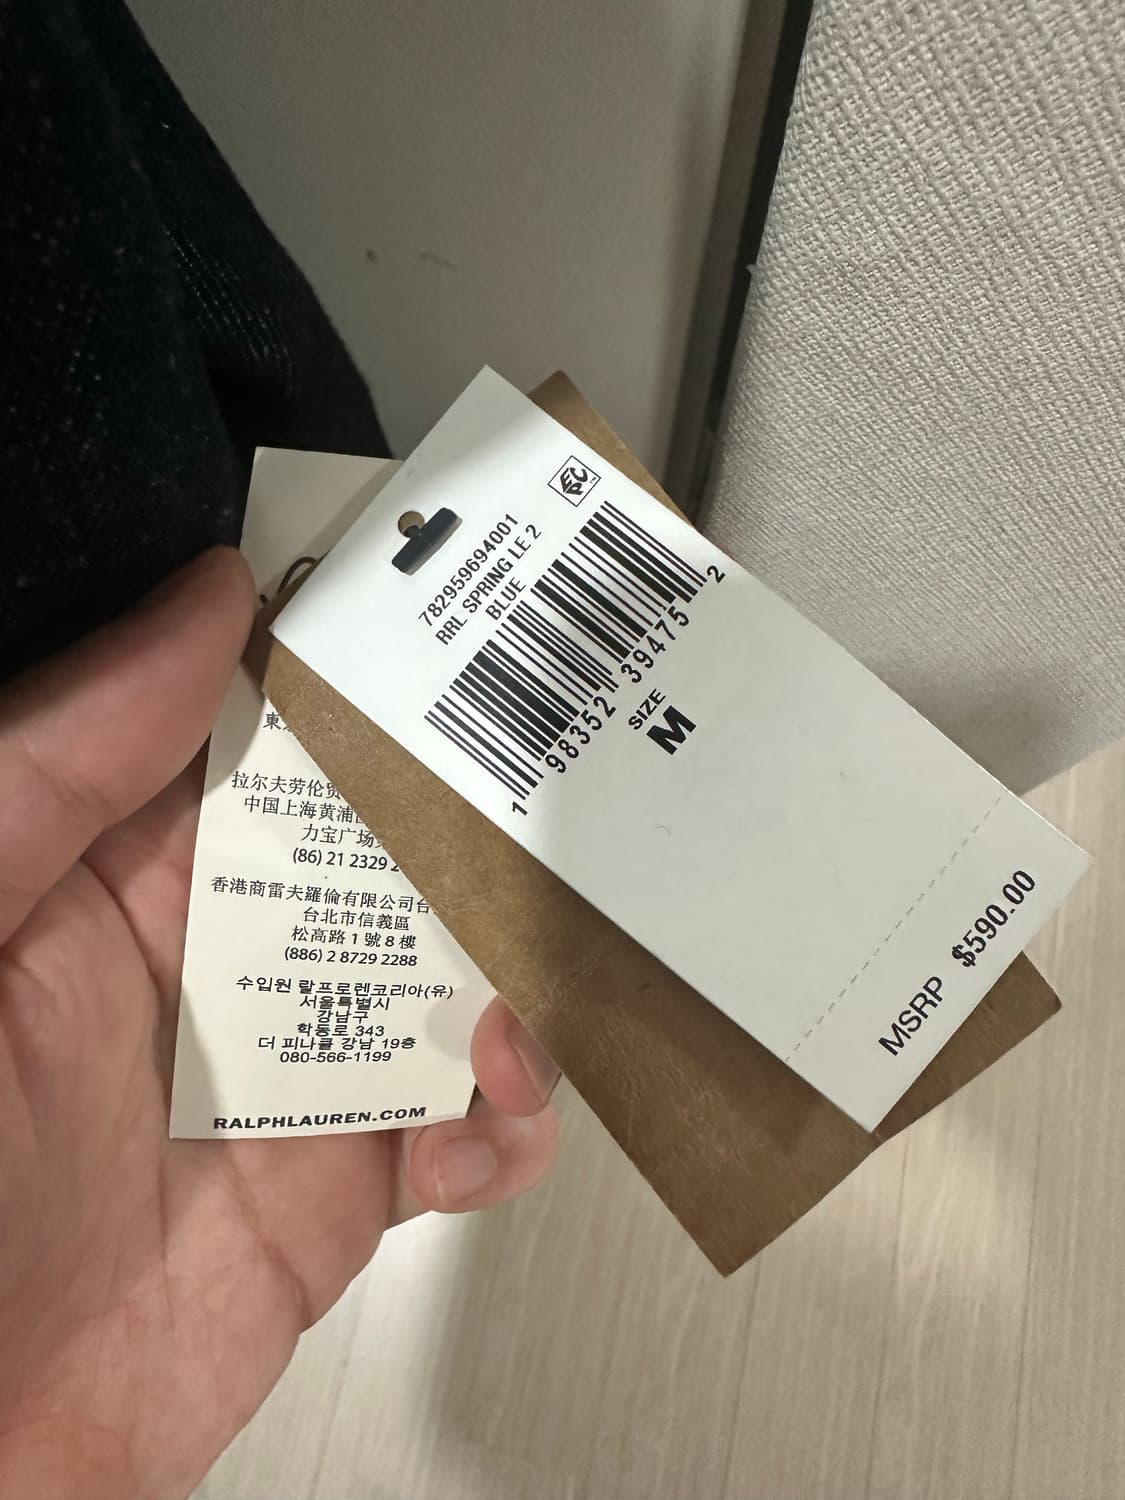 782959694001
RRL SPRING LE 2
BLUE
EPC™
1 98352 39475 2
SIZE
M
MSRP $590.00
東
拉尔夫劳伦贸
中国上海黄浦
力宝广场
(86) 21 2329
香港商雷夫羅倫有限公司台
台北市信義區
松高路 1 號 8 樓
(886) 2 8729 2288
수입원 랄프로렌코리아(유)
서울특별시
강남구
학동로 343
더 피나클 강남 19층
080-566-1199
RALPHLAUREN.COM